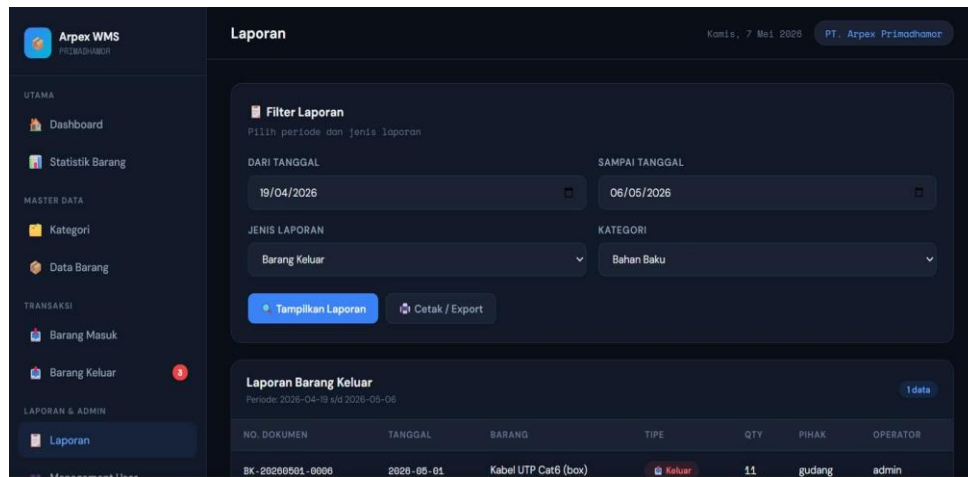 Arpex WMS
PRIMADHAMOR
Laporan
Kamis, 7 Mei 2026
PT. Arpex Primadhamor
UTAMA
Dashboard
Statistik Barang
MASTER DATA
Kategori
Data Barang
TRANSAKSI
Barang Masuk
Barang Keluar
3
LAPORAN & ADMIN
Laporan
Management User
Filter Laporan
Pilih periode dan jenis laporan
DARI TANGGAL
SAMPAI TANGGAL
19/04/2026
06/05/2026
JENIS LAPORAN
KATEGORI
Barang Keluar
Bahan Baku
Tampilkan Laporan
Cetak / Export
Laporan Barang Keluar
1 data
Periode: 2026-04-19 s/d 2026-05-06
NO. DOKUMEN TANGGAL BARANG TIPE QTY PIHAK OPERATOR
BK-20260501-0006 2026-05-01 Kabel UTP Cat6 (box) Keluar 11 gudang admin